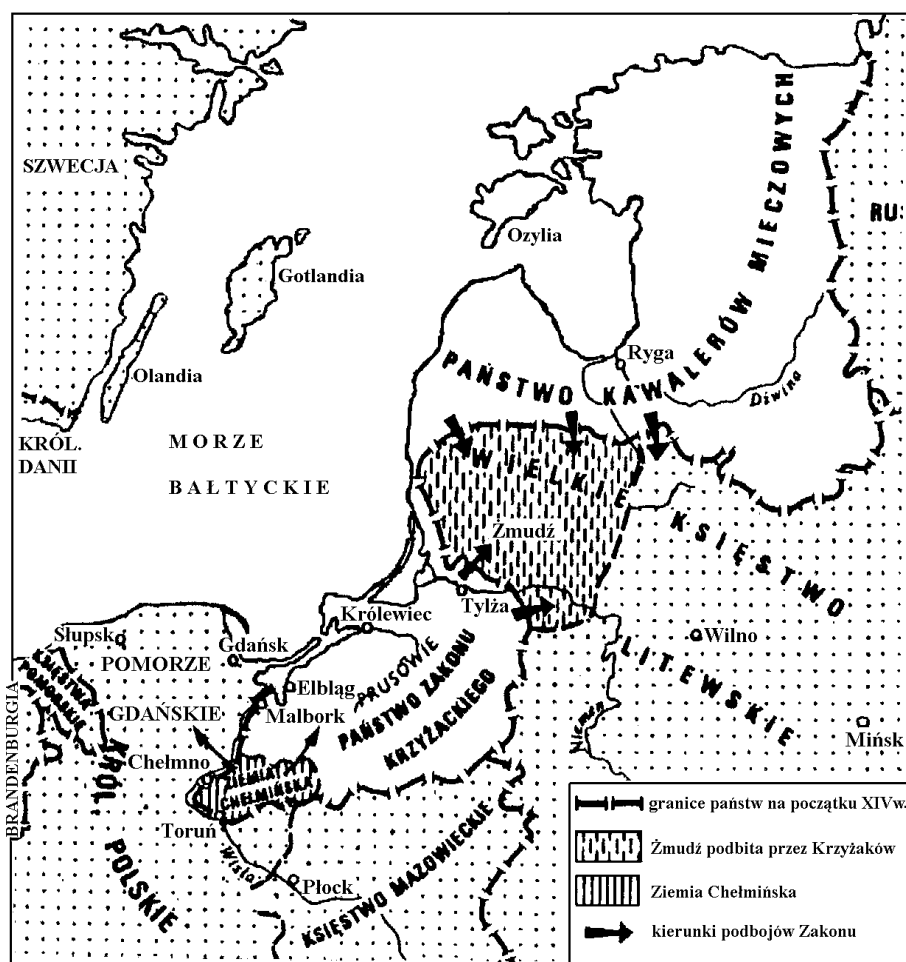 SZWECJA
Gotlandia
Olandia
KRÓL.
DANII
MORZE
BAŁTYCKIE
Ozylia
Ryga
PAŃSTWO KAWALERÓW MIECZOWYCH
RUS
Dźwina
WIELKIE KSIĘSTWO LITEWSKIE
Żmudź
Tylża
Królewiec
Wilno
Mińsk
Niemen
Słupsk
Gdańsk
POMORZE
GDAŃSKIE
KSIĘSTWA
POMORSKIE
BRANDENBURGIA
Elbląg
Malbork
PRUSOWIE
PAŃSTWO ZAKONU
KRZYŻACKIEGO
Chełmno
ZIEMIA
CHEŁMIŃSKA
Toruń
Wisła
Płock
KRÓL.
POLSKIE
KSIĘSTWO MAZOWIECKIE
granice państw na początku XIVw.
Żmudź podbita przez Krzyżaków
Ziemia Chełmińska
kierunki podbojów Zakonu